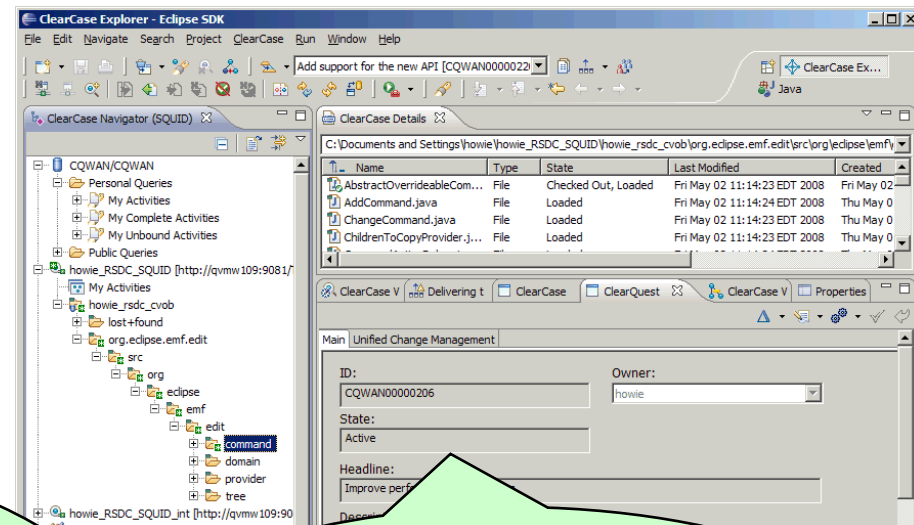 ClearCase Explorer - Eclipse SDK
File Edit Navigate Search Project ClearCase Run Window Help
Add support for the new API [CQWAN0000022
ClearCase Ex...
Java
ClearCase Navigator (SQUID)
CQWAN/CQWAN
Personal Queries
My Activities
My Complete Activities
My Unbound Activities
Public Queries
howie_RSDC_SQUID [http://qvmw109:9081/
My Activities
howie_rsdc_cvob
lost+found
org.eclipse.emf.edit
src
org
eclipse
emf
edit
command
domain
provider
tree
howie_RSDC_SQUID_int [http://qvmw109:90
ClearCase Details
C:\Documents and Settings\howie\howie_RSDC_SQUID\howie_rsdc_cvob\org.eclipse.emf.edit\src\org\eclipse\emf\
Name Type State Last Modified Created
AbstractOverrideableCom... File Checked Out, Loaded Fri May 02 11:14:23 EDT 2008 Fri May 02
AddCommand.java File Loaded Fri May 02 11:14:24 EDT 2008 Thu May 0
ChangeCommand.java File Loaded Fri May 02 11:14:23 EDT 2008 Thu May 0
ChildrenToCopyProvider.j... File Loaded Fri May 02 11:14:23 EDT 2008 Thu May 0
ClearCase V Delivering t ClearCase ClearQuest ClearCase V Properties
Main Unified Change Management
ID: Owner:
CQWAN00000206 howie
State:
Active
Headline:
Improve perf
Descri